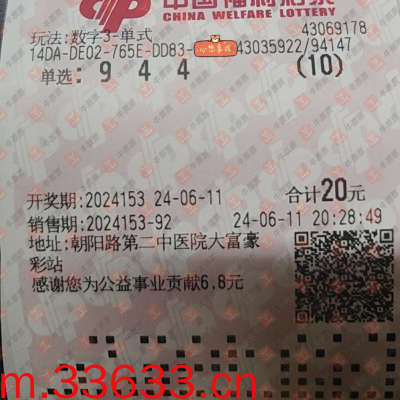 中国福利彩票
CHINA WELFARE LOTTERY
玩法:数字3-单式
43069178
14DA-DE02-765E-DD83-
43035922/94147
单选: 9 4 4 (10)
开奖期:2024153 24-06-11 合计20元
销售期:2024153-92 24-06-11 20:28:49
地址:朝阳路第二中医院大富豪
彩站
感谢您为公益事业贡献6.8元
m.33633.cn